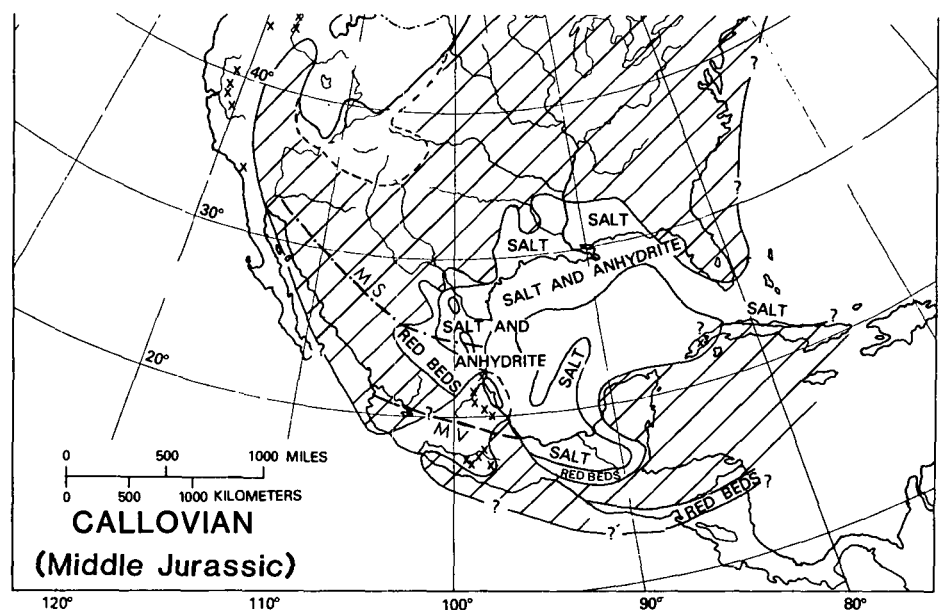 40°
?
30°
?
SALT
SALT
SALT AND ANHYDRITE
M S
SALT AND
ANHYDRITE
RED BEDS
SALT
?
?
20°
SALT
?
M V
SALT
RED BEDS
?
RED BEDS
?
?
?
0 500 1000 MILES
0 500 1000 KILOMETERS
CALLOVIAN
(Middle Jurassic)
120° 110° 100° 90° 80°